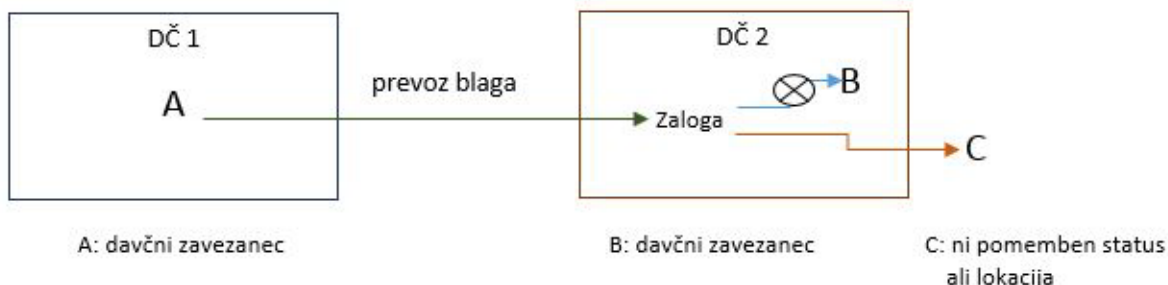 DČ 1
DČ 2
A
prevoz blaga
Zaloga
B
C
A: davčni zavezanec
B: davčni zavezanec
C: ni pomemben status
ali lokacija